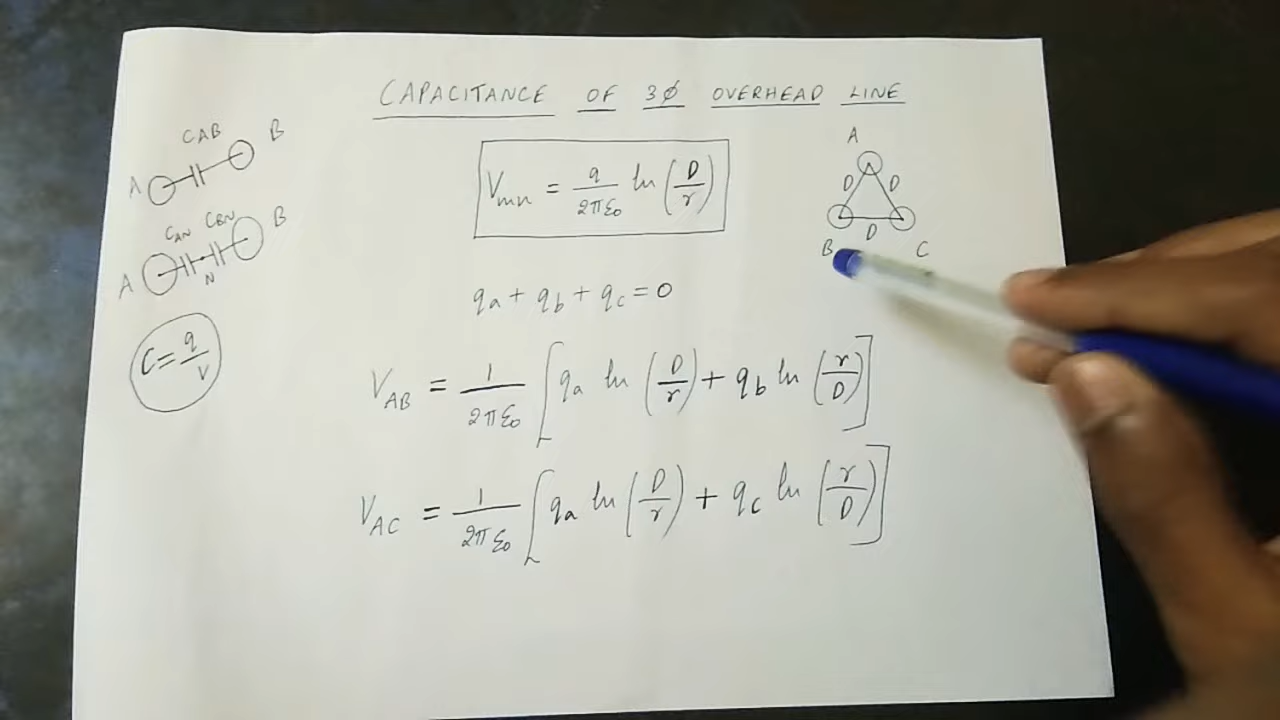 CAPACITANCE OF 3Ø OVERHEAD LINE
CAB
A B
CAN CBN
A N B
C = q/V
Vmn = q/2πε₀ ln (D/r)
A
D D
B D C
qa + qb + qc = 0
VAB = 1/2πε₀ [qa ln (D/r) + qb ln (r/D)]
VAC = 1/2πε₀ [qa ln (D/r) + qc ln (r/D)]